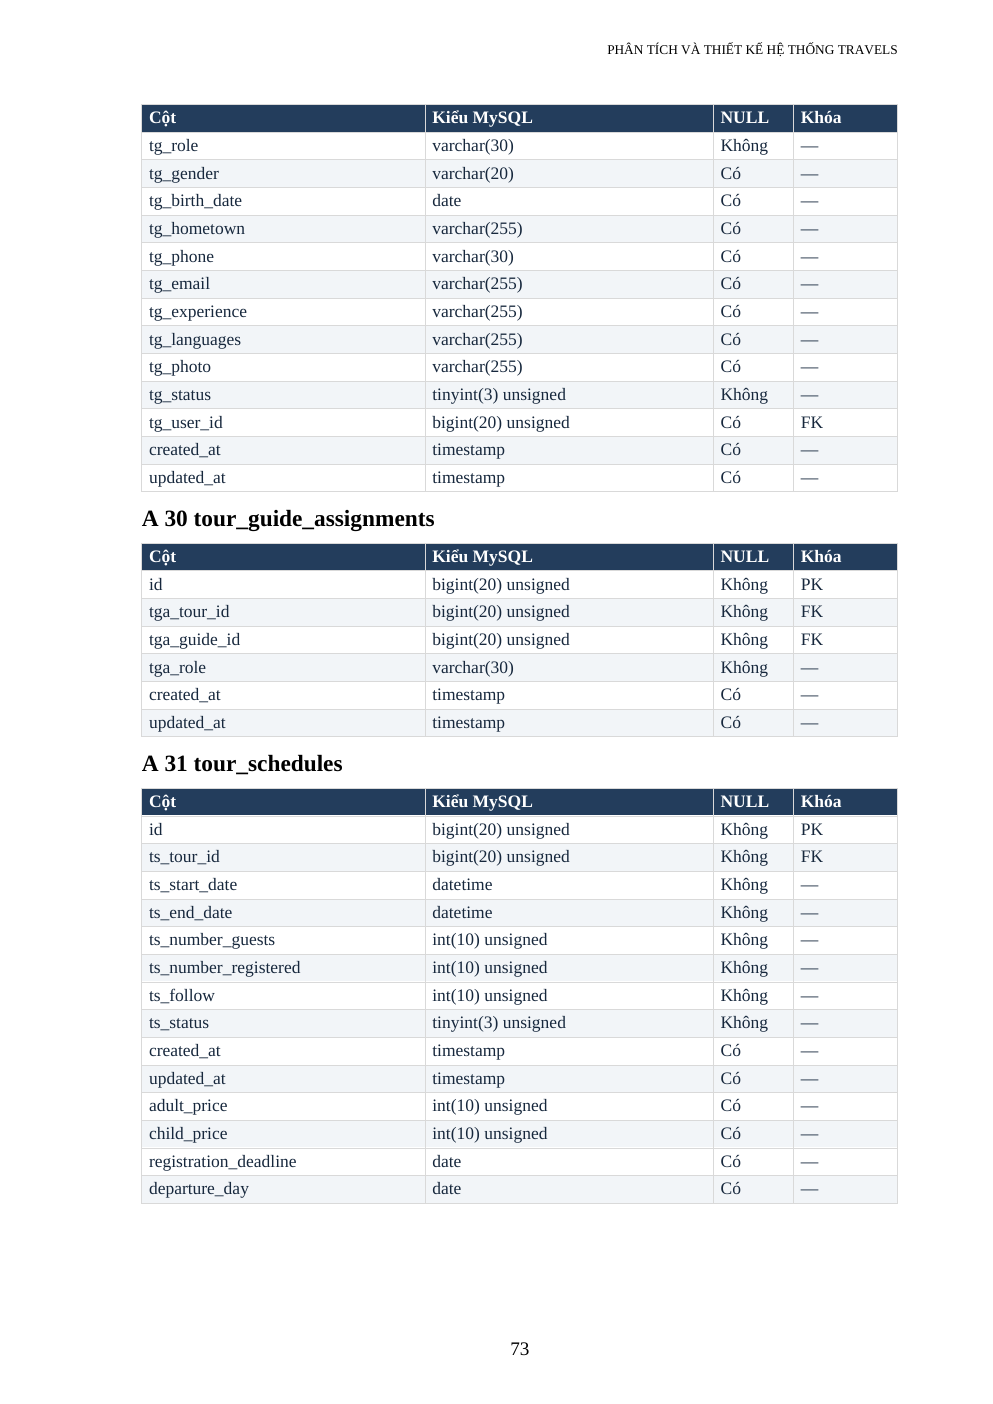 PHÂN TÍCH VÀ THIẾT KẾ HỆ THỐNG TRAVELS
Cột Kiểu MySQL NULL Khóa
tg_role varchar(30) Không —
tg_gender varchar(20) Có —
tg_birth_date date Có —
tg_hometown varchar(255) Có —
tg_phone varchar(30) Có —
tg_email varchar(255) Có —
tg_experience varchar(255) Có —
tg_languages varchar(255) Có —
tg_photo varchar(255) Có —
tg_status tinyint(3) unsigned Không —
tg_user_id bigint(20) unsigned Có FK
created_at timestamp Có —
updated_at timestamp Có —
A 30 tour_guide_assignments
Cột Kiểu MySQL NULL Khóa
id bigint(20) unsigned Không PK
tga_tour_id bigint(20) unsigned Không FK
tga_guide_id bigint(20) unsigned Không FK
tga_role varchar(30) Không —
created_at timestamp Có —
updated_at timestamp Có —
A 31 tour_schedules
Cột Kiểu MySQL NULL Khóa
id bigint(20) unsigned Không PK
ts_tour_id bigint(20) unsigned Không FK
ts_start_date datetime Không —
ts_end_date datetime Không —
ts_number_guests int(10) unsigned Không —
ts_number_registered int(10) unsigned Không —
ts_follow int(10) unsigned Không —
ts_status tinyint(3) unsigned Không —
created_at timestamp Có —
updated_at timestamp Có —
adult_price int(10) unsigned Có —
child_price int(10) unsigned Có —
registration_deadline date Có —
departure_day date Có —
73